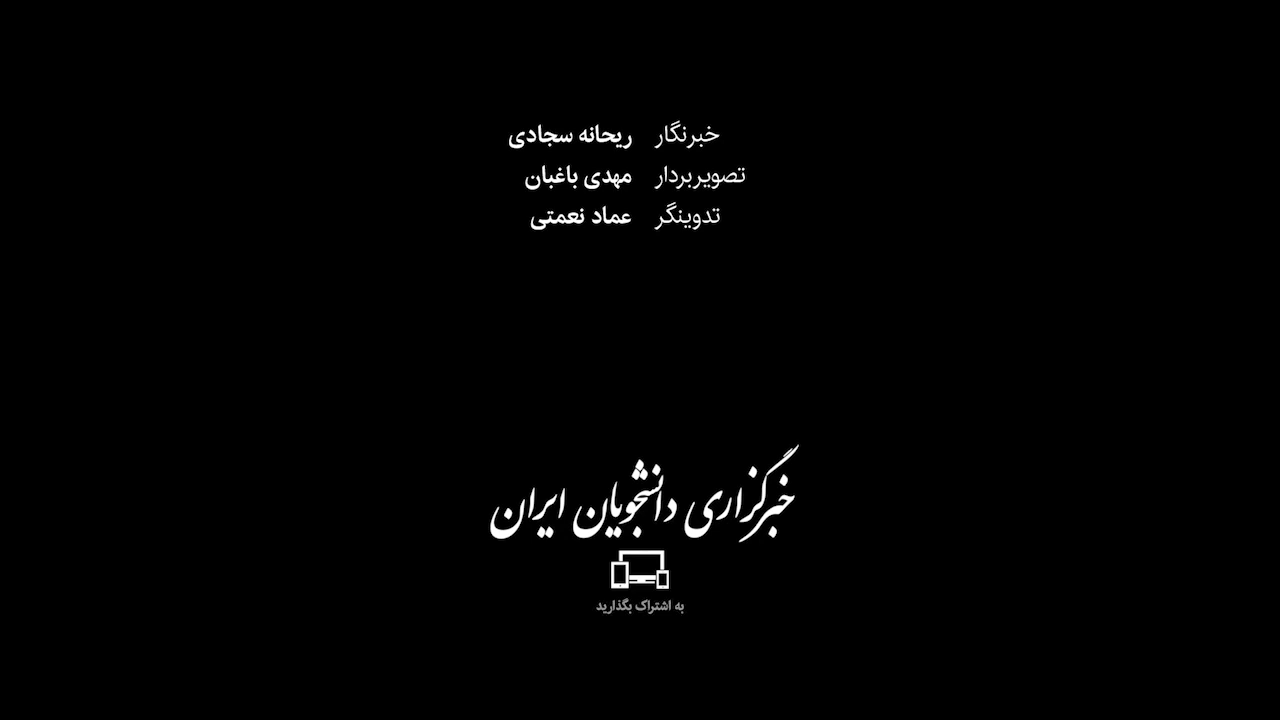 خبرنگار ریحانه سجادی
تصویربردار مهدی باغبان
تدوینگر عماد نعمتی
خبرگزاری دانشجویان ایران
به اشتراک بگذارید